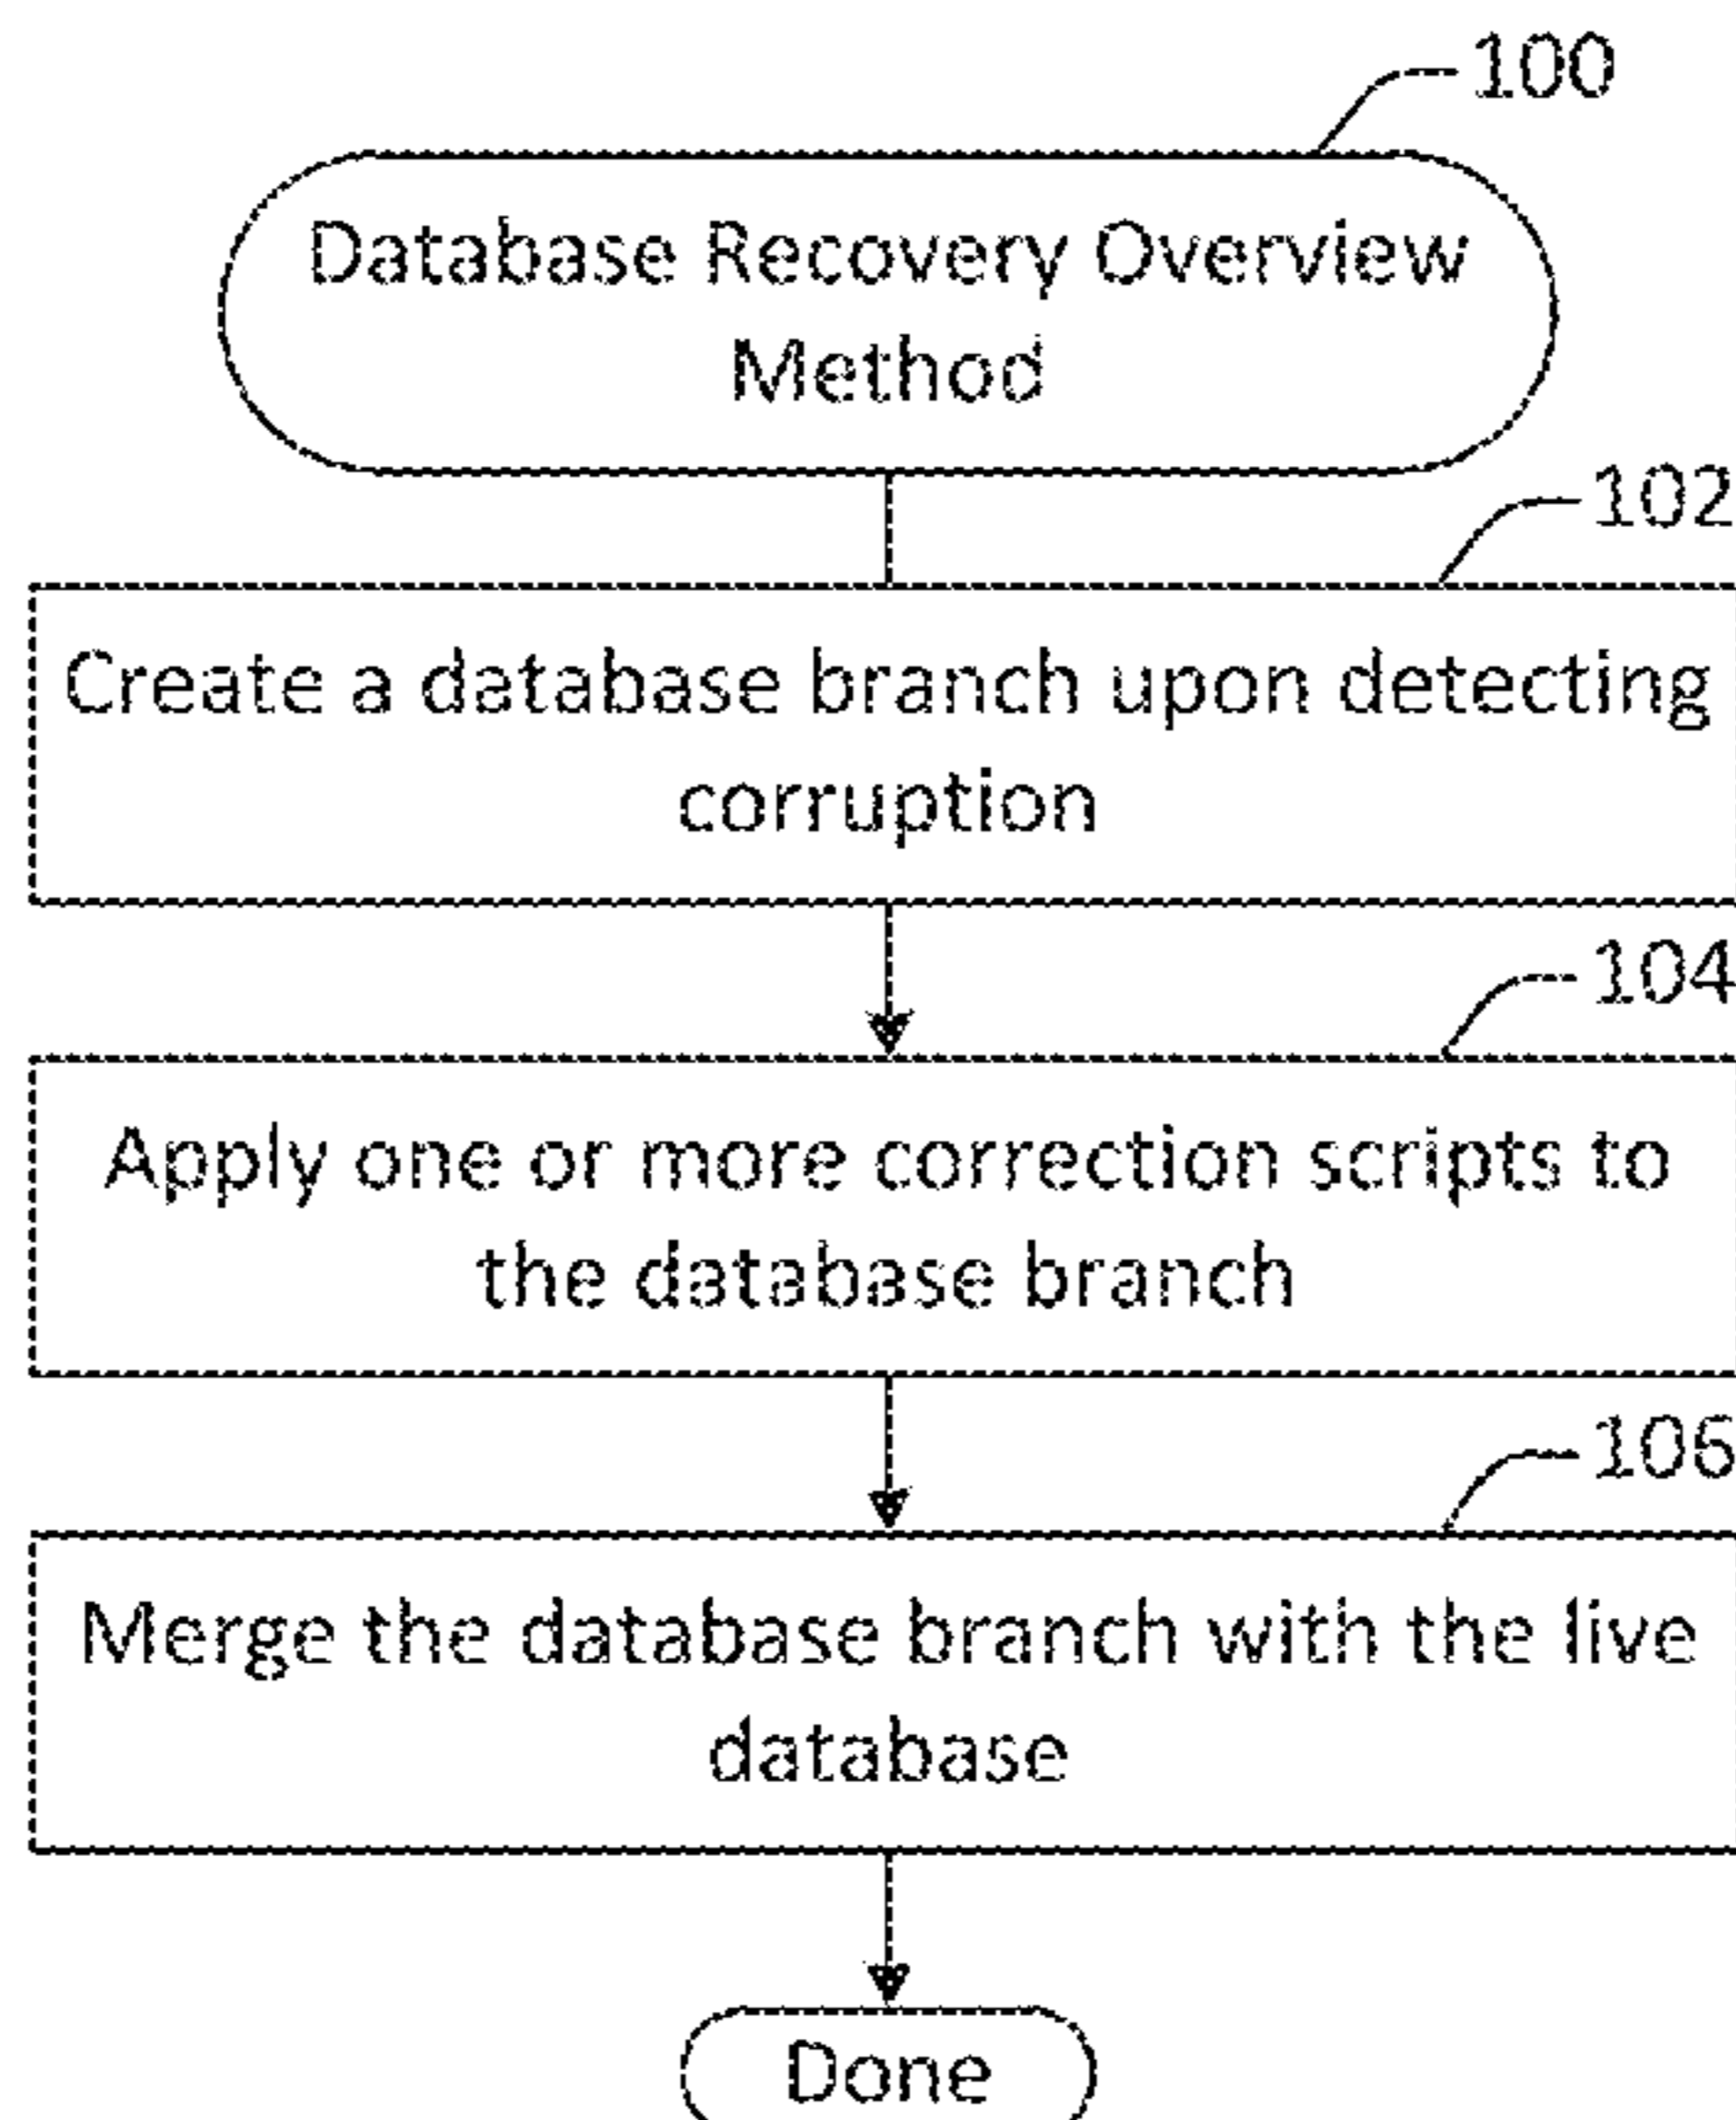 100
Database Recovery Overview
Method
102
Create a database branch upon detecting
corruption
104
Apply one or more correction scripts to
the database branch
106
Merge the database branch with the live
database
Done